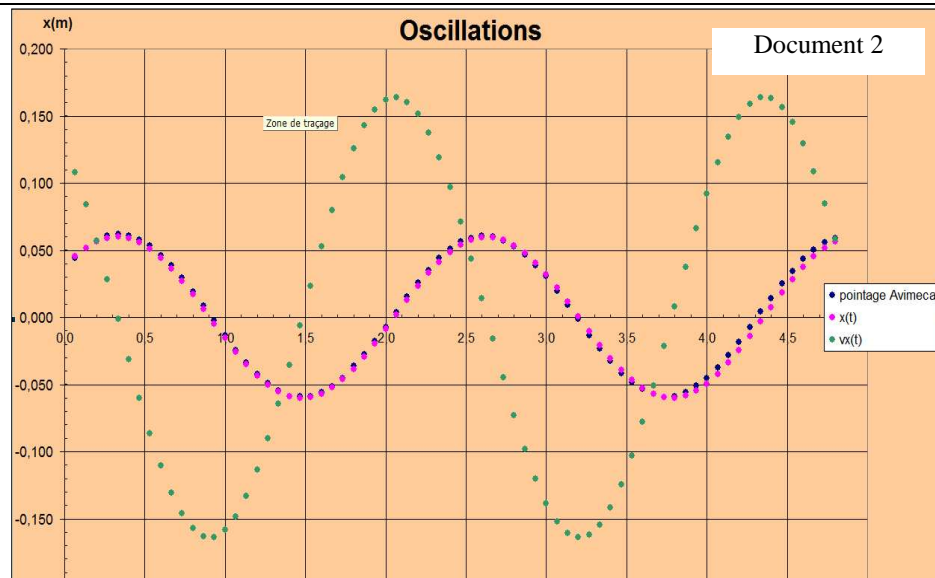 x(m)
Oscillations
Document 2
0,200
0,150
Zone de traçage
0,100
0,050
0,000
0.0 0.5 1.0 1.5 2.0 2.5 3.0 3.5 4.0 4.5
-0,050
-0,100
-0,150
pointage Avimeca
x(t)
vx(t)